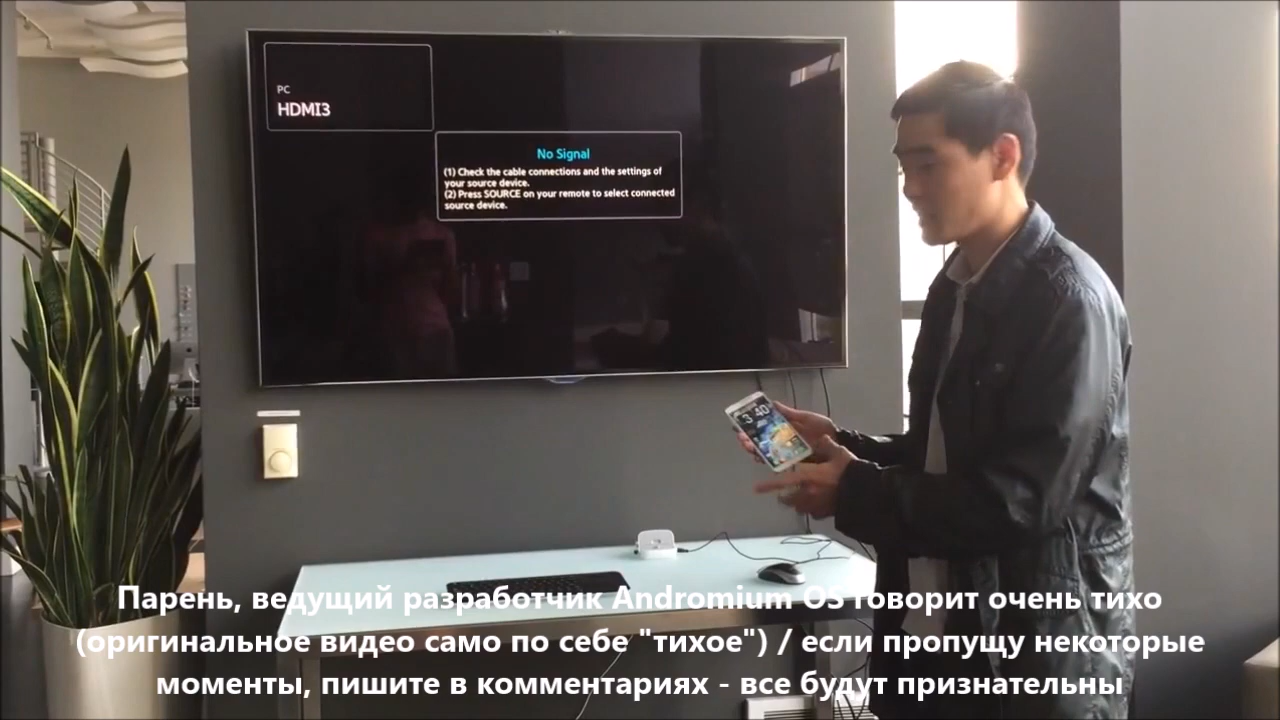 PC
HDMI3
No Signal
(1) Check the cable connections and the settings of
your source device.
(2) Press SOURCE on your remote to select connected
source device.
3:40
Парень, ведущий разработчик Andromium OS говорит очень тихо
(оригинальное видео само по себе "тихое") / если пропущу некоторые
моменты, пишите в комментариях - все будут признательны